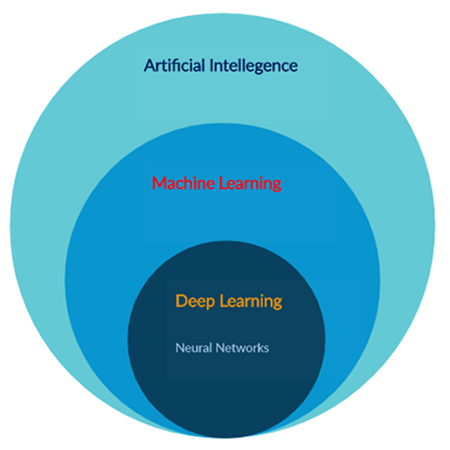 Artificial Intellegence
Machine Learning
Deep Learning
Neural Networks